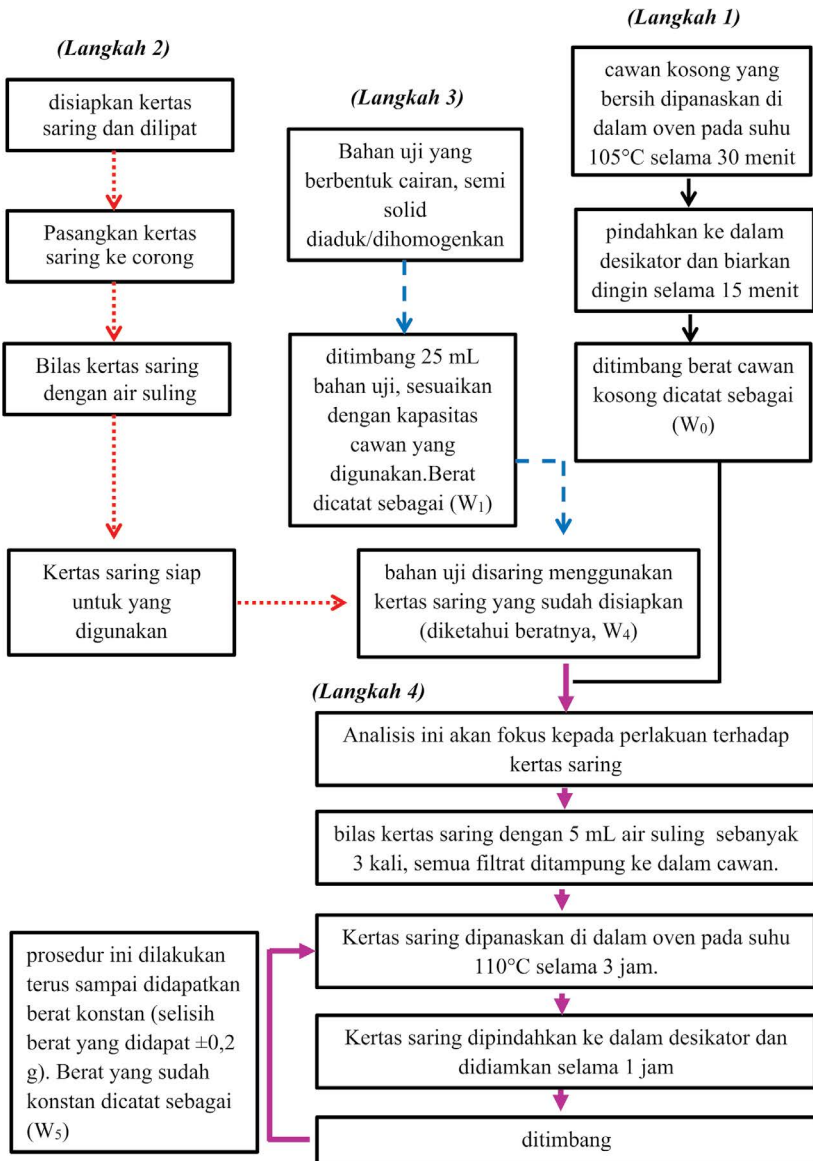 (Langkah 2)
disiapkan kertas
saring dan dilipat
Pasangkan kertas
saring ke corong
Bilas kertas saring
dengan air suling
Kertas saring siap
untuk yang
digunakan
(Langkah 3)
Bahan uji yang
berbentuk cairan, semi
solid
diaduk/dihomogenkan
ditimbang 25 mL
bahan uji, sesuaikan
dengan kapasitas
cawan yang
digunakan.Berat
dicatat sebagai (W₁)
(Langkah 1)
cawan kosong yang
bersih dipanaskan di
dalam oven pada suhu
105°C selama 30 menit
pindahkan ke dalam
desikator dan biarkan
dingin selama 15 menit
ditimbang berat cawan
kosong dicatat sebagai
(W₀)
bahan uji disaring menggunakan
kertas saring yang sudah disiapkan
(diketahui beratnya, W₄)
(Langkah 4)
Analisis ini akan fokus kepada perlakuan terhadap
kertas saring
bilas kertas saring dengan 5 mL air suling sebanyak
3 kali, semua filtrat ditampung ke dalam cawan.
Kertas saring dipanaskan di dalam oven pada suhu
110°C selama 3 jam.
Kertas saring dipindahkan ke dalam desikator dan
didiamkan selama 1 jam
ditimbang
prosedur ini dilakukan
terus sampai didapatkan
berat konstan (selisih
berat yang didapat ±0,2
g). Berat yang sudah
konstan dicatat sebagai
(W₅)